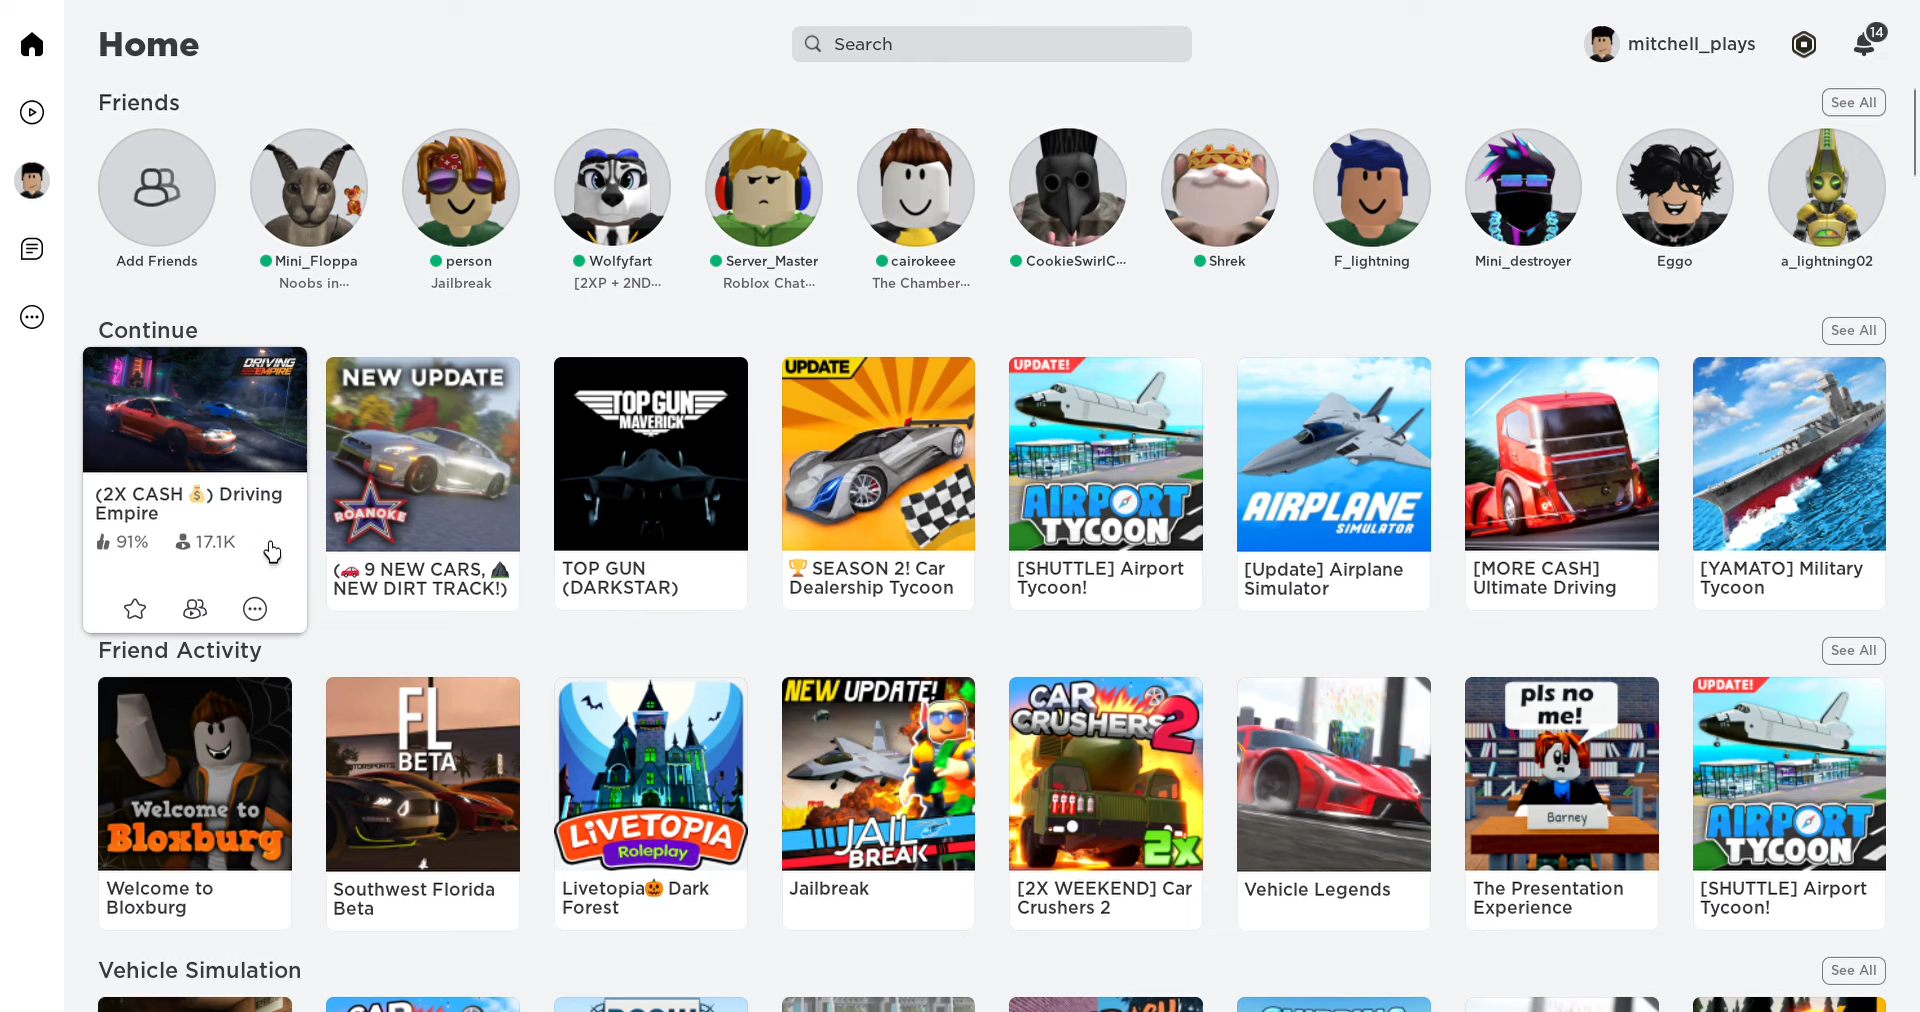 Home
Search
mitchell_plays
14
Friends
See All
Add Friends
Mini_Floppa
Noobs in...
person
Jailbreak
Wolfyfart
[2XP + 2ND...
Server_Master
Roblox Chat...
cairokeee
The Chamber...
CookieSwirlC...
Shrek
F_lightning
Mini_destroyer
Eggo
a_lightning02
Continue
See All
DRIVING
EMPIRE
(2X CASH 💰) Driving
Empire
91%
17.1K
NEW UPDATE
ROANOKE
(🚗 9 NEW CARS, ⛰
NEW DIRT TRACK!)
TOP GUN
MAVERICK
TOP GUN
(DARKSTAR)
UPDATE
🏆 SEASON 2! Car
Dealership Tycoon
UPDATE!
AIRPORT
TYCOON
[SHUTTLE] Airport
Tycoon!
AIRPLANE
SIMULATOR
[Update] Airplane
Simulator
[MORE CASH]
Ultimate Driving
[YAMATO] Military
Tycoon
Friend Activity
See All
Welcome to
Bloxburg
Welcome to
Bloxburg
FL
BETA
Southwest Florida
Beta
LIVETOPIA
Roleplay
Livetopia🎃 Dark
Forest
NEW UPDATE!
JAIL
BREAK
Jailbreak
CAR
CRUSHERS 2
2x
[2X WEEKEND] Car
Crushers 2
Vehicle Legends
pls no
me!
Barney
The Presentation
Experience
UPDATE!
AIRPORT
TYCOON
[SHUTTLE] Airport
Tycoon!
Vehicle Simulation
See All